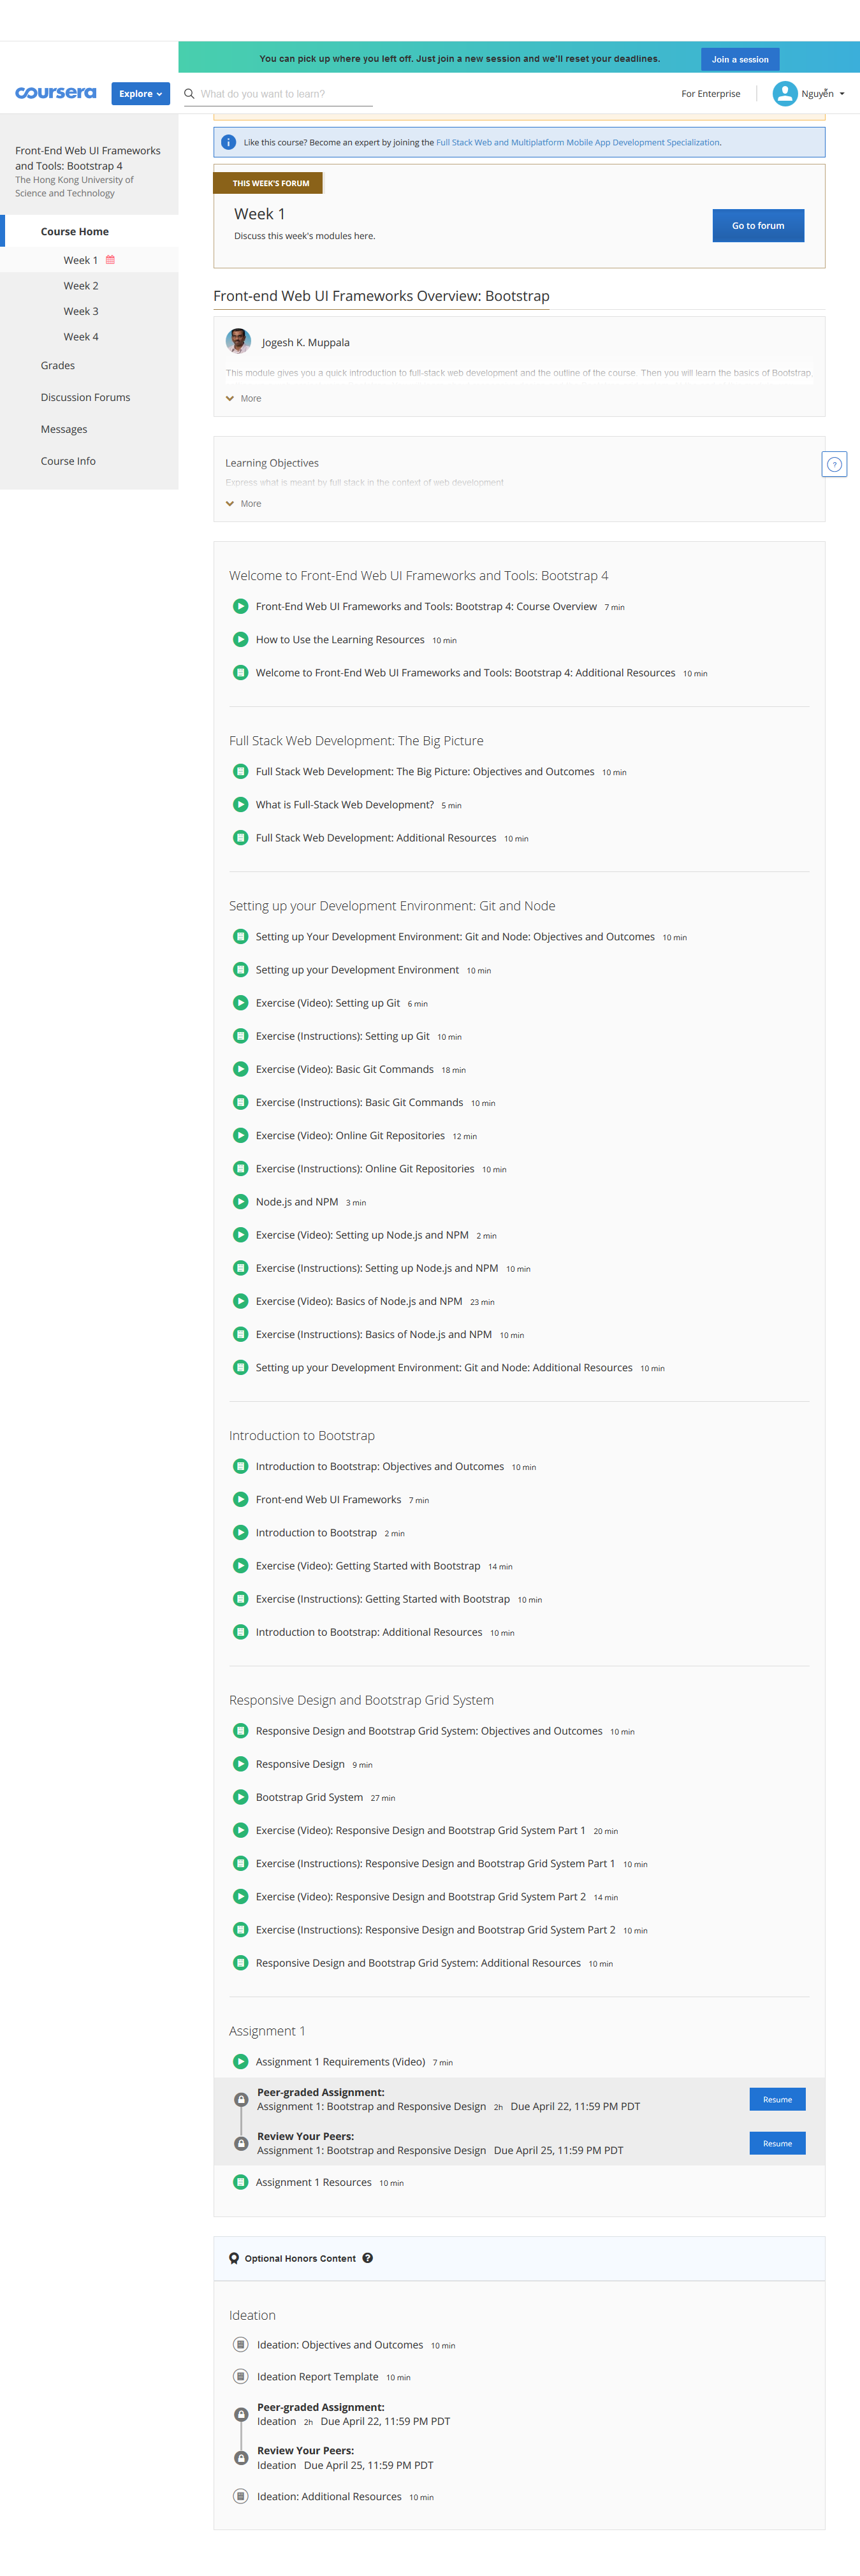 You can pick up where you left off. Just join a new session and we'll reset your deadlines.
Join a session
coursera
Explore
What do you want to learn?
For Enterprise
Nguyễn
Front-End Web UI Frameworks
and Tools: Bootstrap 4
The Hong Kong University of
Science and Technology
Course Home
Week 1
Week 2
Week 3
Week 4
Grades
Discussion Forums
Messages
Course Info
Like this course? Become an expert by joining the Full Stack Web and Multiplatform Mobile App Development Specialization.
THIS WEEK'S FORUM
Week 1
Discuss this week's modules here.
Go to forum
Front-end Web UI Frameworks Overview: Bootstrap
Jogesh K. Muppala
This module gives you a quick introduction to full-stack web development and the outline of the course. Then you will learn the basics of Bootstrap.
More
Learning Objectives
Express what is meant by full stack in the context of web development
More
?
Welcome to Front-End Web UI Frameworks and Tools: Bootstrap 4
Front-End Web UI Frameworks and Tools: Bootstrap 4: Course Overview 7 min
How to Use the Learning Resources 10 min
Welcome to Front-End Web UI Frameworks and Tools: Bootstrap 4: Additional Resources 10 min
Full Stack Web Development: The Big Picture
Full Stack Web Development: The Big Picture: Objectives and Outcomes 10 min
What is Full-Stack Web Development? 5 min
Full Stack Web Development: Additional Resources 10 min
Setting up your Development Environment: Git and Node
Setting up Your Development Environment: Git and Node: Objectives and Outcomes 10 min
Setting up your Development Environment 10 min
Exercise (Video): Setting up Git 6 min
Exercise (Instructions): Setting up Git 10 min
Exercise (Video): Basic Git Commands 18 min
Exercise (Instructions): Basic Git Commands 10 min
Exercise (Video): Online Git Repositories 12 min
Exercise (Instructions): Online Git Repositories 10 min
Node.js and NPM 3 min
Exercise (Video): Setting up Node.js and NPM 2 min
Exercise (Instructions): Setting up Node.js and NPM 10 min
Exercise (Video): Basics of Node.js and NPM 23 min
Exercise (Instructions): Basics of Node.js and NPM 10 min
Setting up your Development Environment: Git and Node: Additional Resources 10 min
Introduction to Bootstrap
Introduction to Bootstrap: Objectives and Outcomes 10 min
Front-end Web UI Frameworks 7 min
Introduction to Bootstrap 2 min
Exercise (Video): Getting Started with Bootstrap 14 min
Exercise (Instructions): Getting Started with Bootstrap 10 min
Introduction to Bootstrap: Additional Resources 10 min
Responsive Design and Bootstrap Grid System
Responsive Design and Bootstrap Grid System: Objectives and Outcomes 10 min
Responsive Design 9 min
Bootstrap Grid System 27 min
Exercise (Video): Responsive Design and Bootstrap Grid System Part 1 20 min
Exercise (Instructions): Responsive Design and Bootstrap Grid System Part 1 10 min
Exercise (Video): Responsive Design and Bootstrap Grid System Part 2 14 min
Exercise (Instructions): Responsive Design and Bootstrap Grid System Part 2 10 min
Responsive Design and Bootstrap Grid System: Additional Resources 10 min
Assignment 1
Assignment 1 Requirements (Video) 7 min
Peer-graded Assignment:
Assignment 1: Bootstrap and Responsive Design 2h Due April 22, 11:59 PM PDT
Resume
Review Your Peers:
Assignment 1: Bootstrap and Responsive Design Due April 25, 11:59 PM PDT
Resume
Assignment 1 Resources 10 min
Optional Honors Content ?
Ideation
Ideation: Objectives and Outcomes 10 min
Ideation Report Template 10 min
Peer-graded Assignment:
Ideation 2h Due April 22, 11:59 PM PDT
Review Your Peers:
Ideation Due April 25, 11:59 PM PDT
Ideation: Additional Resources 10 min